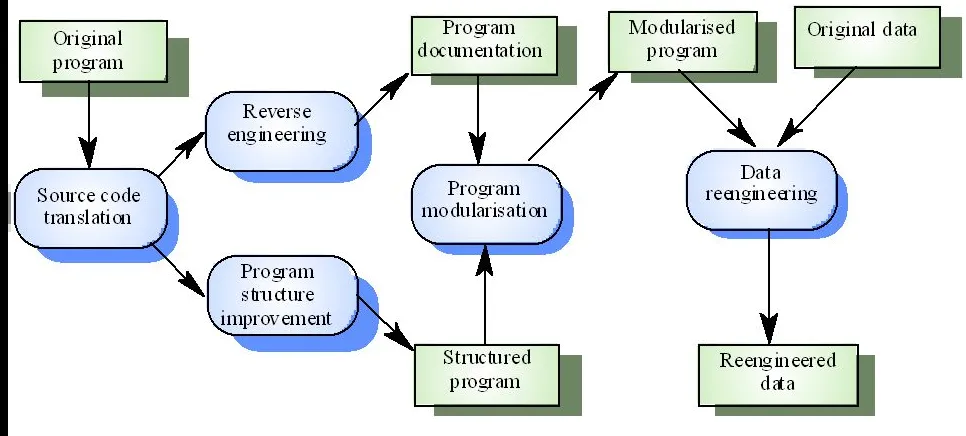 Original
program
Program
documentation
Modularised
program
Original data
Reverse
engineering
Source code
translation
Program
modularisation
Data
reengineering
Program
structure
improvement
Structured
program
Reengineered
data